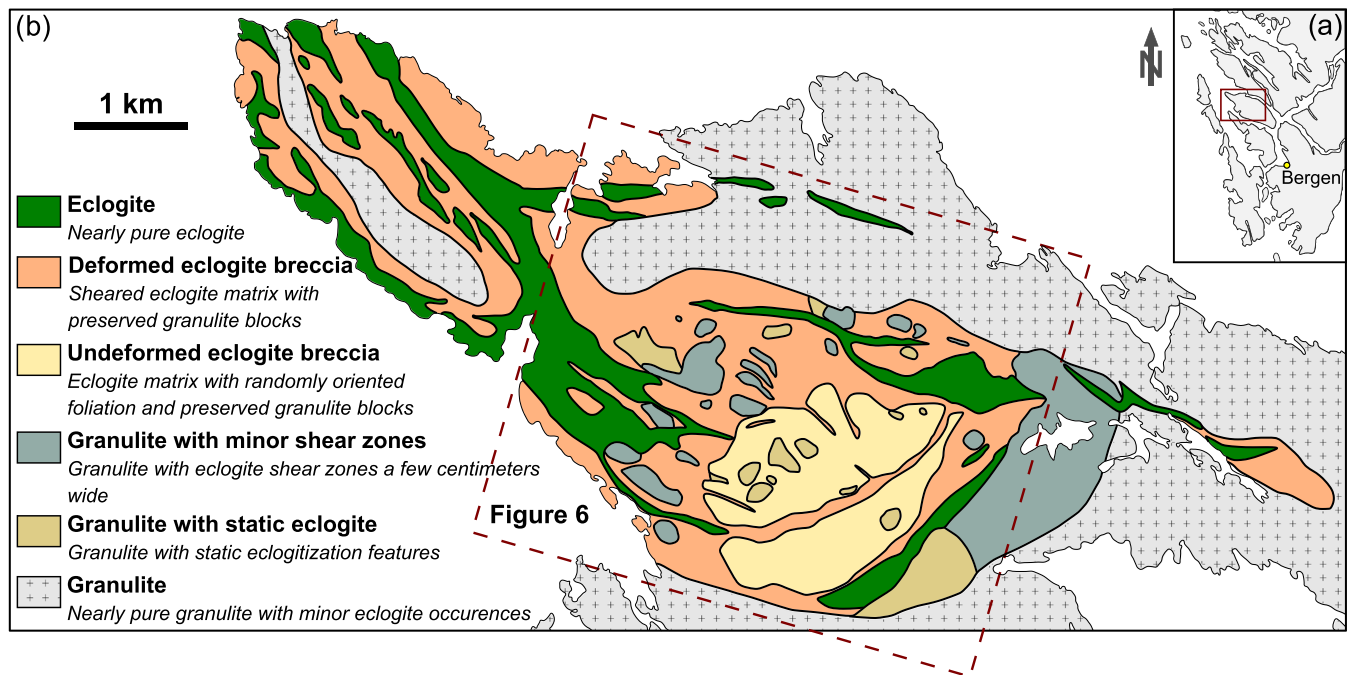 (b)
(a)
N
1 km
Bergen
Eclogite
Nearly pure eclogite
Deformed eclogite breccia
Sheared eclogite matrix with
preserved granulite blocks
Undeformed eclogite breccia
Eclogite matrix with randomly oriented
foliation and preserved granulite blocks
Granulite with minor shear zones
Granulite with eclogite shear zones a few centimeters
wide
Granulite with static eclogite
Granulite with static eclogitization features
Granulite
Nearly pure granulite with minor eclogite occurences
Figure 6